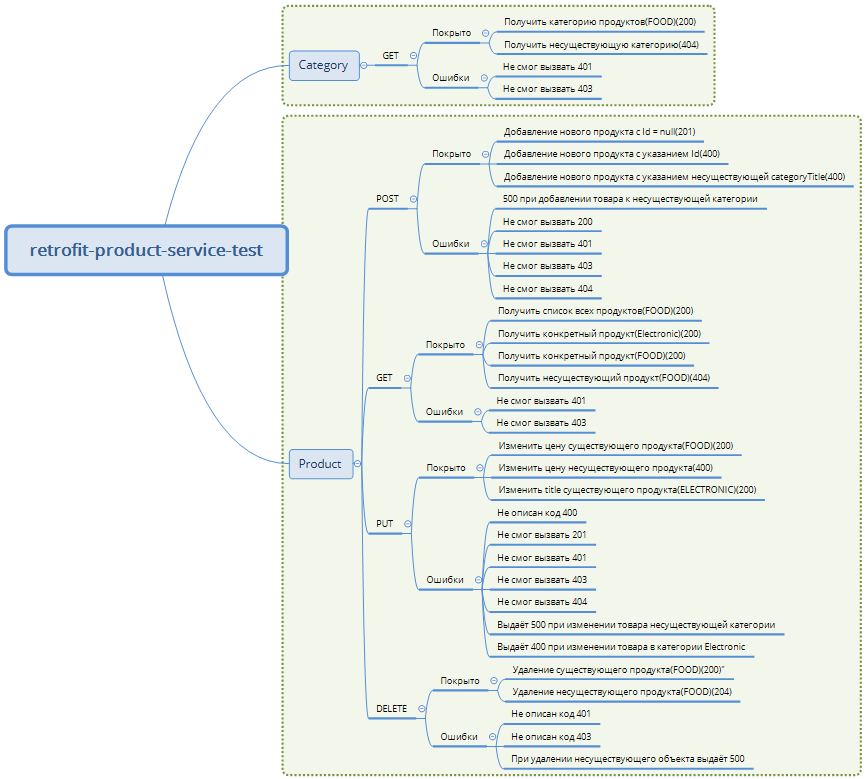 retrofit-product-service-test
Category
GET
Покрыто
Получить категорию продуктов(FOOD)(200)
Получить несуществующую категорию(404)
Ошибки
Не смог вызвать 401
Не смог вызвать 403
Product
POST
Покрыто
Добавление нового продукта с Id = null(201)
Добавление нового продукта с указанием Id(400)
Добавление нового продукта с указанием несуществующей categoryTitle(400)
Ошибки
500 при добавлении товара к несуществующей категории
Не смог вызвать 200
Не смог вызвать 401
Не смог вызвать 403
Не смог вызвать 404
GET
Покрыто
Получить список всех продуктов(FOOD)(200)
Получить конкретный продукт(Electronic)(200)
Получить конкретный продукт(FOOD)(200)
Получить несуществующий продукт(FOOD)(404)
Ошибки
Не смог вызвать 401
Не смог вызвать 403
PUT
Покрыто
Изменить цену существующего продукта(FOOD)(200)
Изменить цену несуществующего продукта(400)
Изменить title существующего продукта(ELECTRONIC)(200)
Ошибки
Не описан код 400
Не смог вызвать 201
Не смог вызвать 401
Не смог вызвать 403
Не смог вызвать 404
Выдаёт 500 при изменении товара несуществующей категории
Выдаёт 400 при изменении товара в категории Electronic
DELETE
Покрыто
Удаление существующего продукта(FOOD)(200)"
Удаление несуществующего продукта(FOOD)(204)
Ошибки
Не описан код 401
Не описан код 403
При удалении несуществующего объекта выдаёт 500